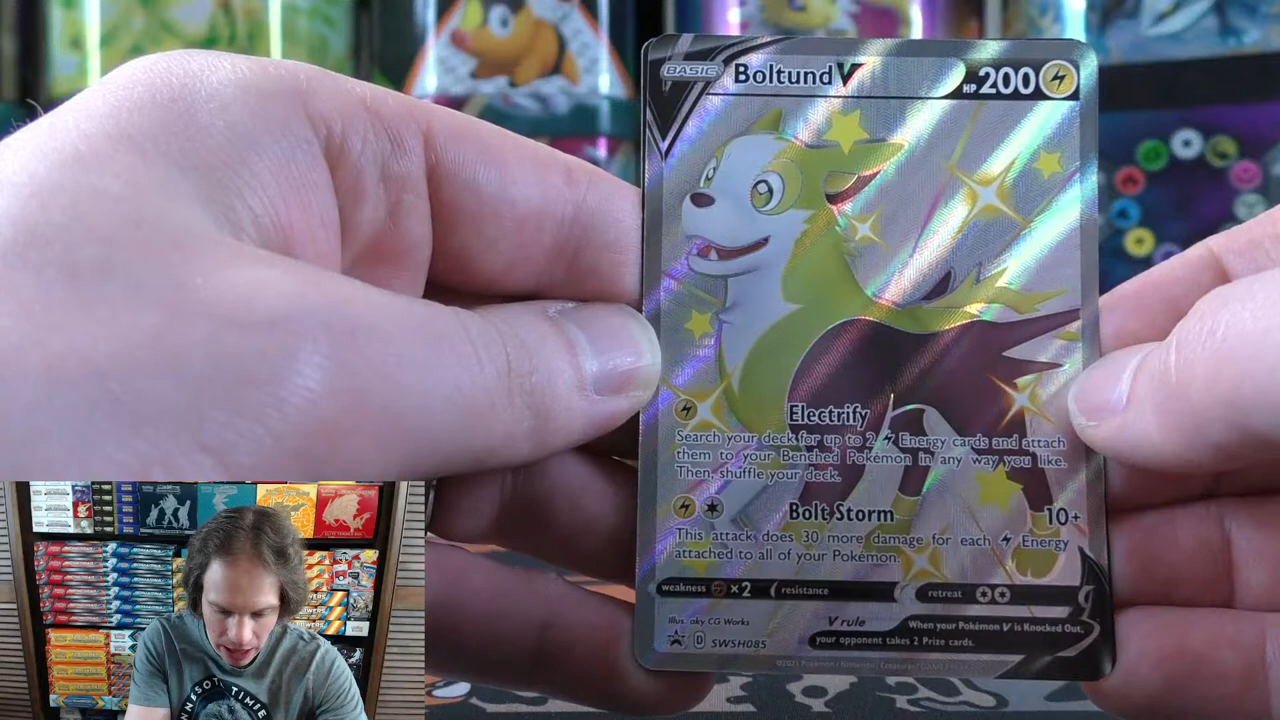 BASIC
Boltund V
HP 200
Electrify
Search your deck for up to 2 Energy cards and attach
them to your Benched Pokémon in any way you like.
Then, shuffle your deck.
Bolt Storm 10+
This attack does 30 more damage for each Energy
attached to all of your Pokémon.
weakness ×2 resistance retreat
Illus. aky CG Works
V rule When your Pokémon V is Knocked Out,
your opponent takes 2 Prize cards.
D SWSH085
©2021 Pokémon / Nintendo